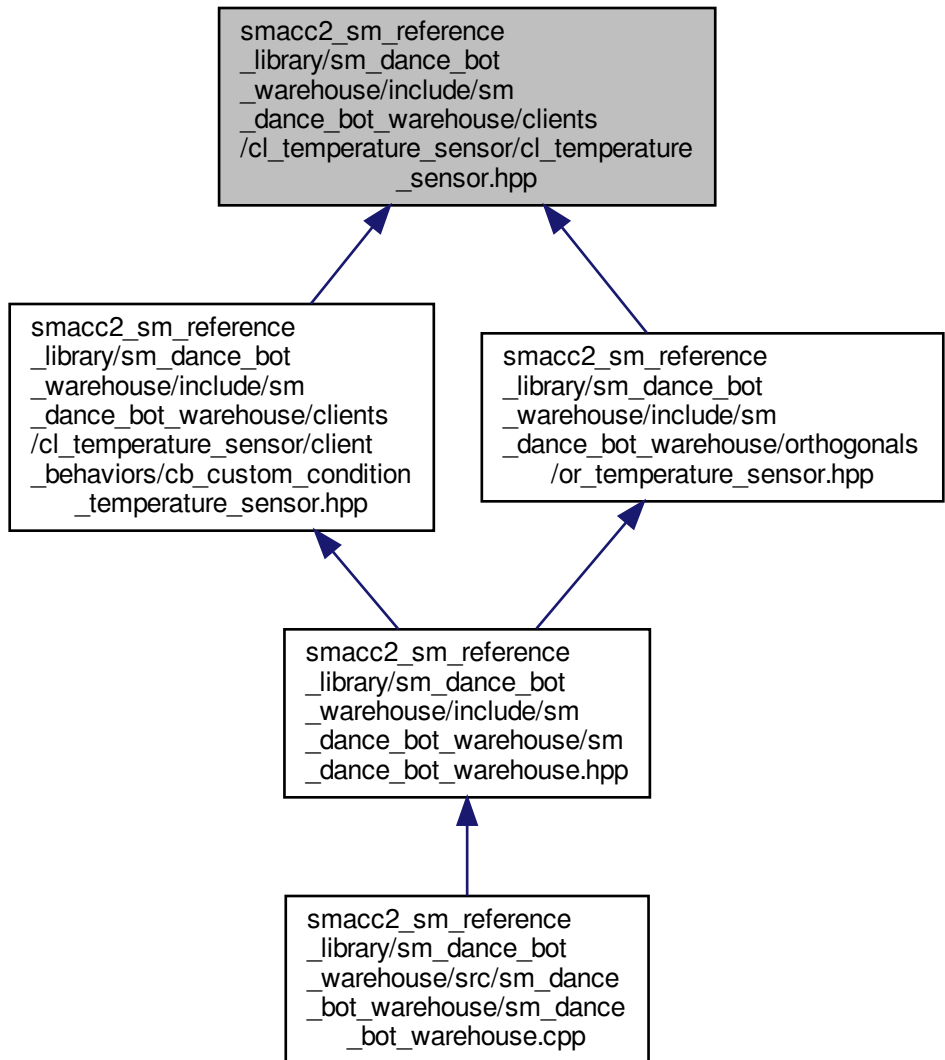 smacc2_sm_reference
_library/sm_dance_bot
_warehouse/include/sm
_dance_bot_warehouse/clients
/cl_temperature_sensor/cl_temperature
_sensor.hpp
smacc2_sm_reference
_library/sm_dance_bot
_warehouse/include/sm
_dance_bot_warehouse/clients
/cl_temperature_sensor/client
_behaviors/cb_custom_condition
_temperature_sensor.hpp
smacc2_sm_reference
_library/sm_dance_bot
_warehouse/include/sm
_dance_bot_warehouse/orthogonals
/or_temperature_sensor.hpp
smacc2_sm_reference
_library/sm_dance_bot
_warehouse/include/sm
_dance_bot_warehouse/sm
_dance_bot_warehouse.hpp
smacc2_sm_reference
_library/sm_dance_bot
_warehouse/src/sm_dance
_bot_warehouse/sm_dance
_bot_warehouse.cpp